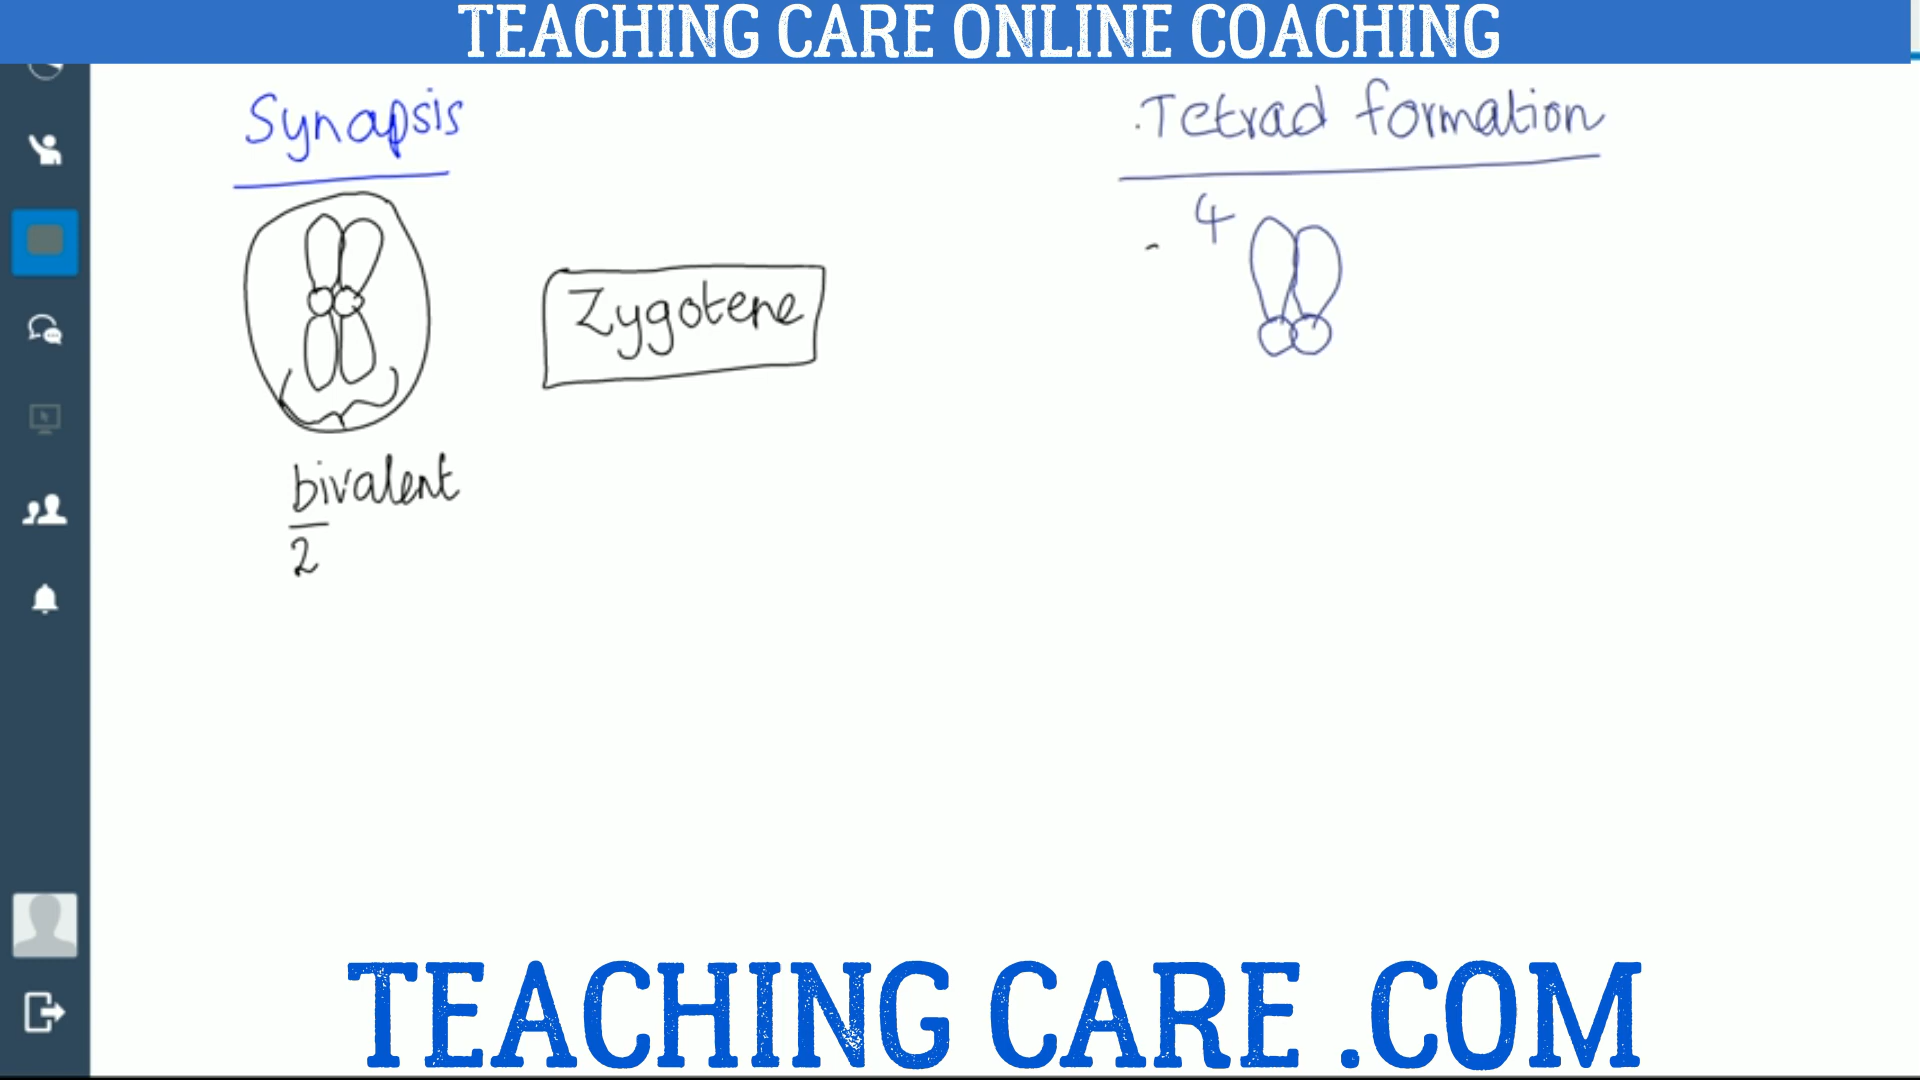 TEACHING CARE ONLINE COACHING
Synapsis
Zygotene
bivalent
2
Tetrad formation
4
TEACHING CARE .COM